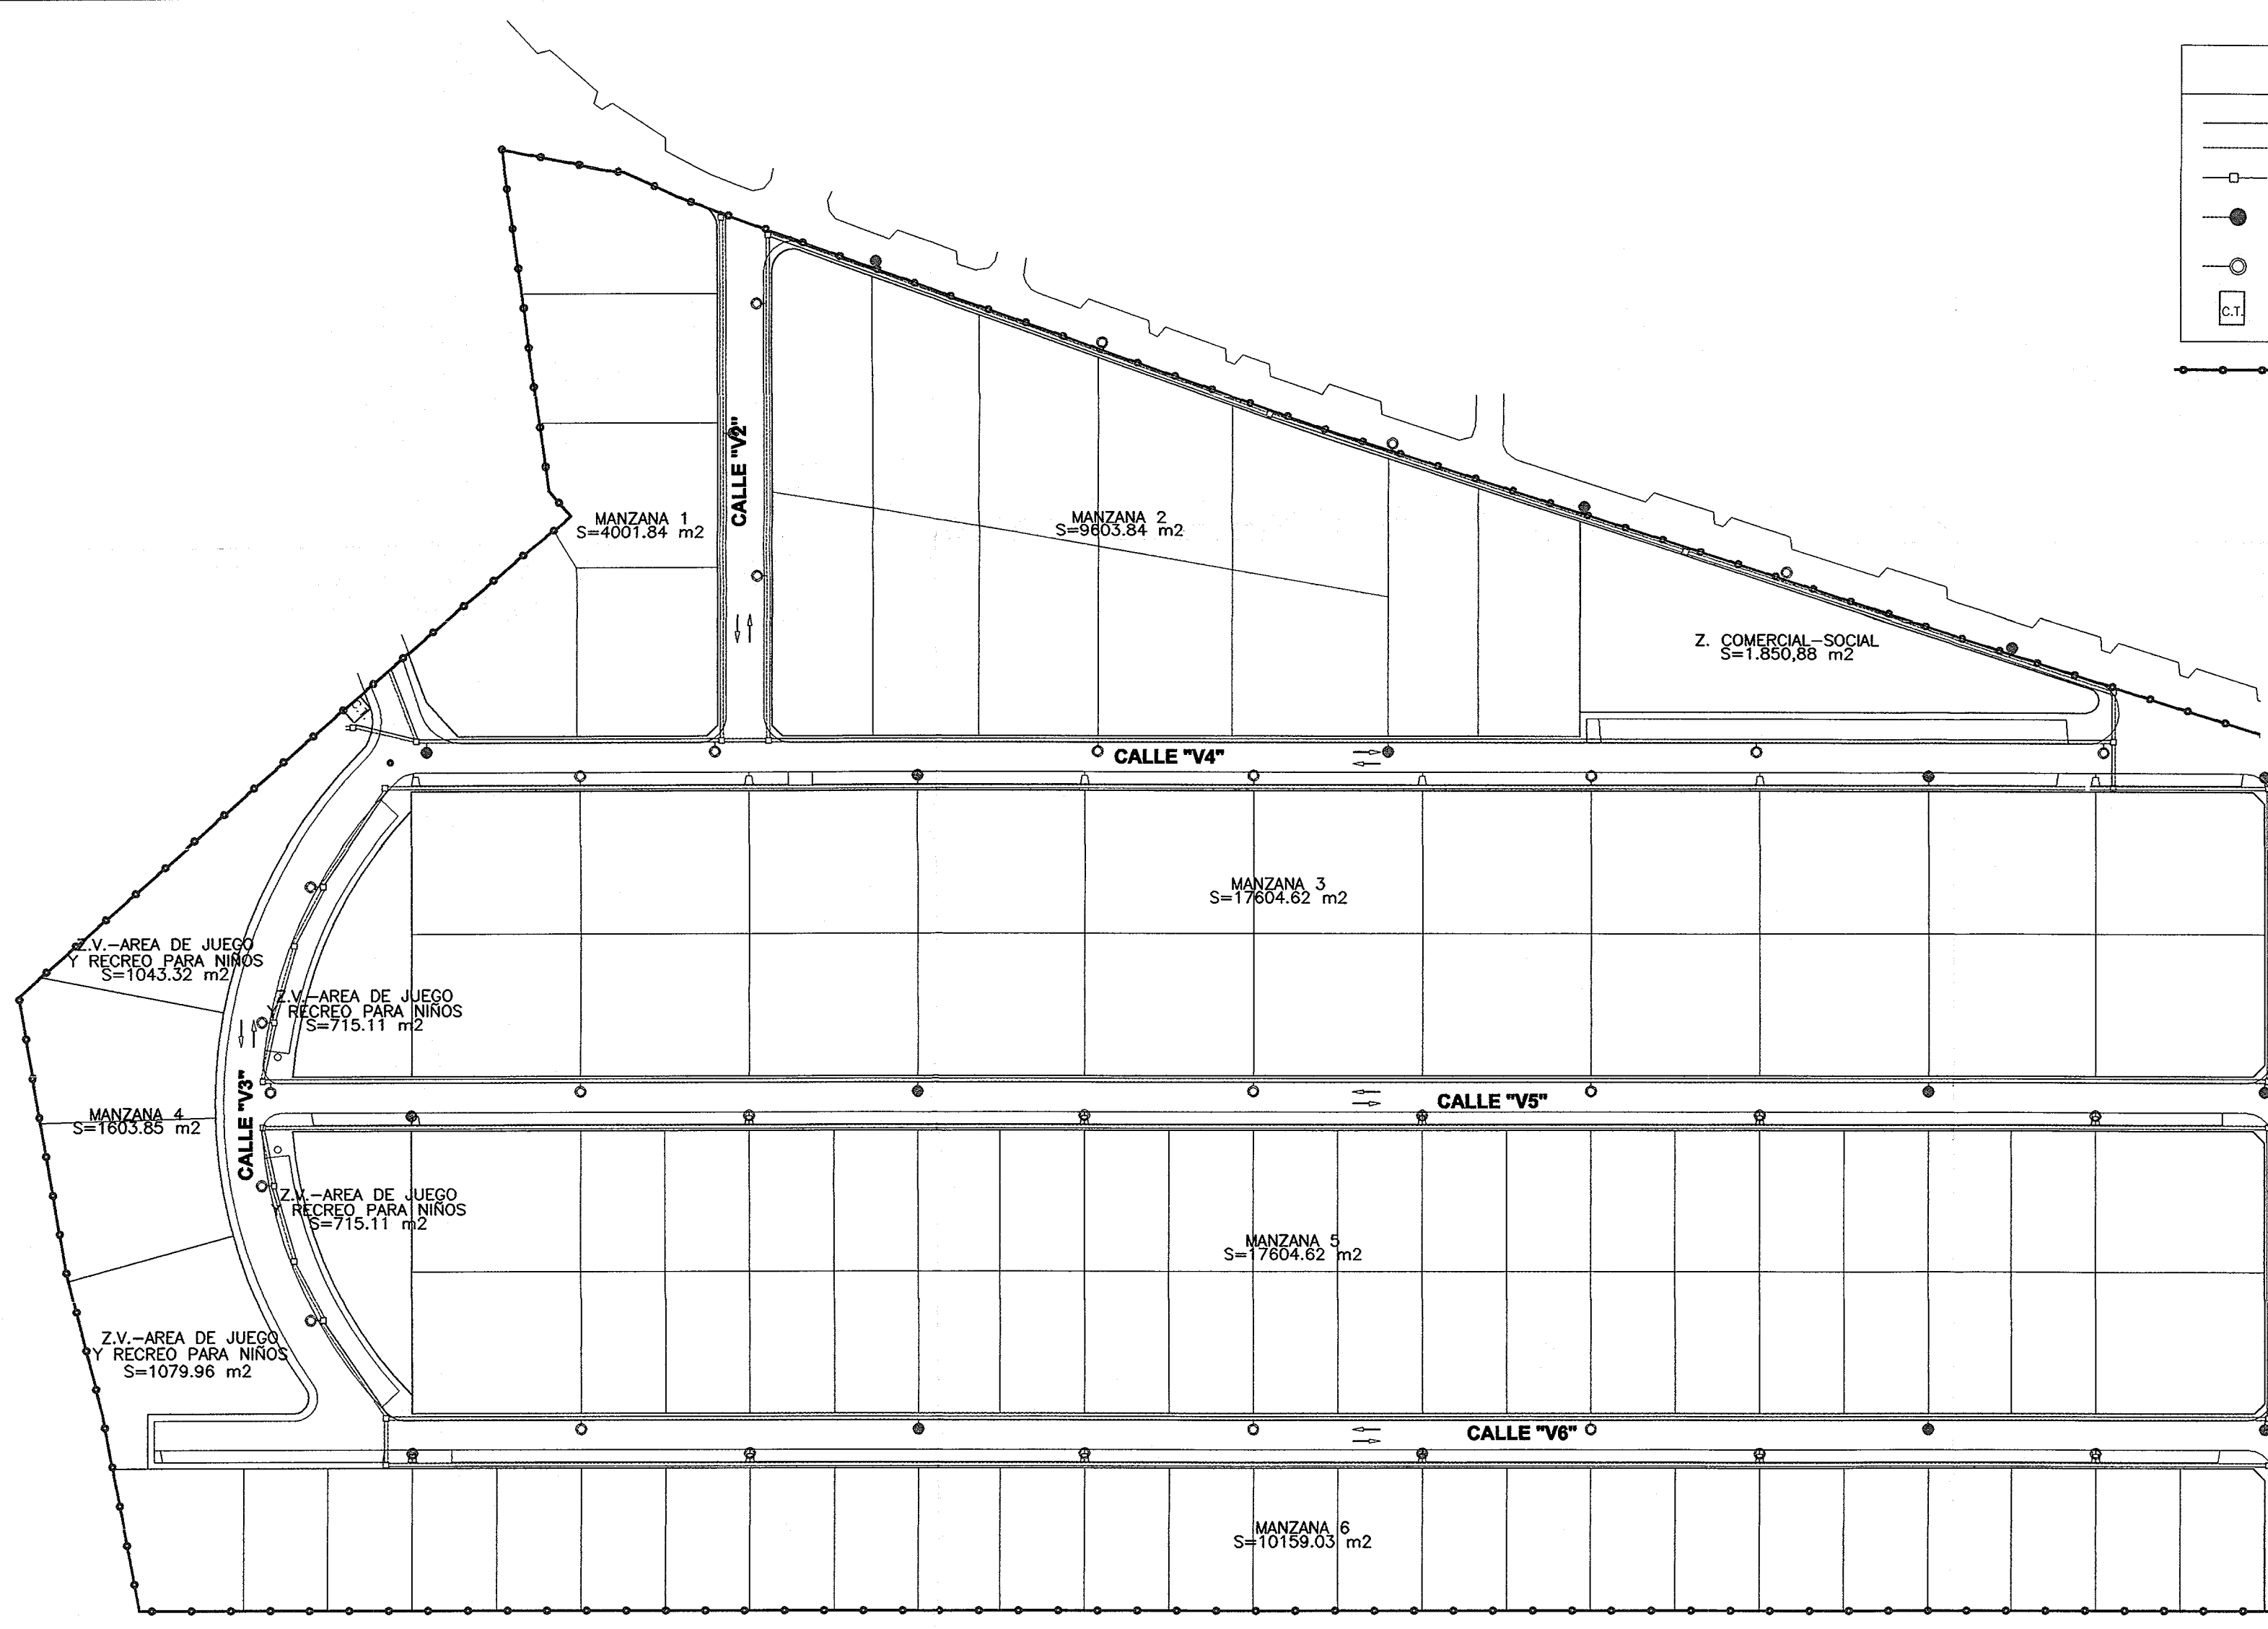 C.T.
CALLE "V2"
MANZANA 1
S=4001.84 m2
MANZANA 2
S=9603.84 m2
Z. COMERCIAL-SOCIAL
S=1.850,88 m2
CALLE "V4"
MANZANA 3
S=17604.62 m2
Z.V.-AREA DE JUEGO
Y RECREO PARA NIÑOS
S=1043.32 m2
Z.V.-AREA DE JUEGO
Y RECREO PARA NIÑOS
S=715.11 m2
CALLE "V3"
CALLE "V5"
MANZANA 4
S=1603.85 m2
Z.V.-AREA DE JUEGO
Y RECREO PARA NIÑOS
S=715.11 m2
MANZANA 5
S=17604.62 m2
Z.V.-AREA DE JUEGO
Y RECREO PARA NIÑOS
S=1079.96 m2
CALLE "V6"
MANZANA 6
S=10159.03 m2